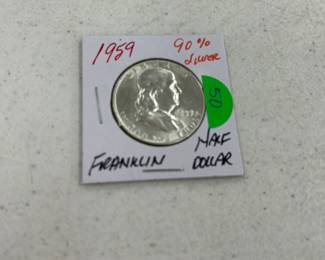 1959
90%
Silver
50
FRANKLIN
HALF
DOLLAR